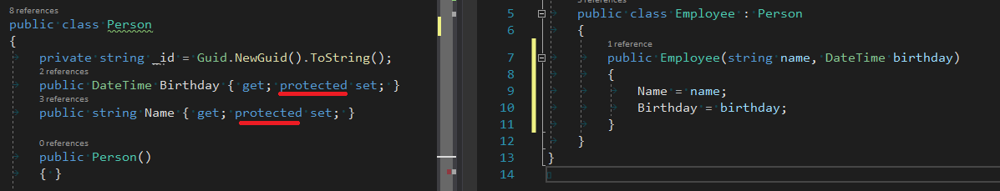 8 references
public class Person
{
private string _id = Guid.NewGuid().ToString();
2 references
public DateTime Birthday { get; protected set; }
3 references
public string Name { get; protected set; }
0 references
public Person()
{ }
5 public class Employee : Person
6 {
1 reference
7 public Employee(string name, DateTime birthday)
8 {
9 Name = name;
10 Birthday = birthday;
11 }
12 }
13 }
14